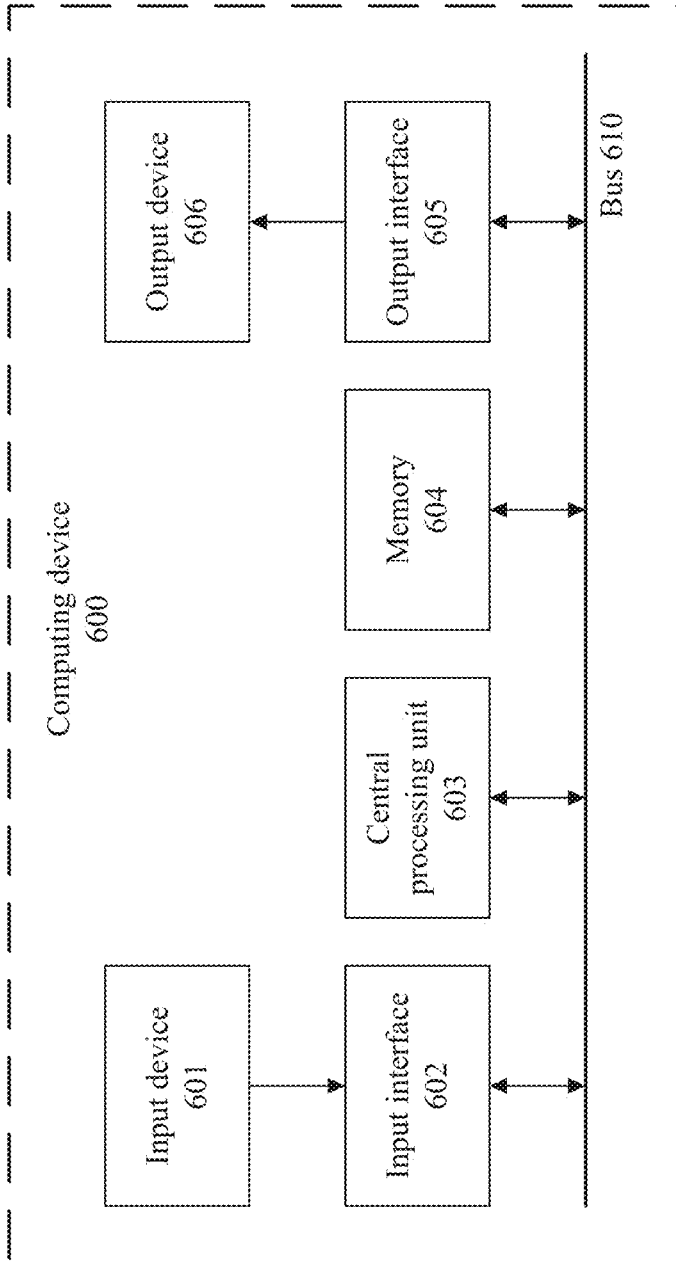 Computing device
600
Input device
601
Output device
606
Input interface
602
Central
processing unit
603
Memory
604
Output interface
605
Bus 610